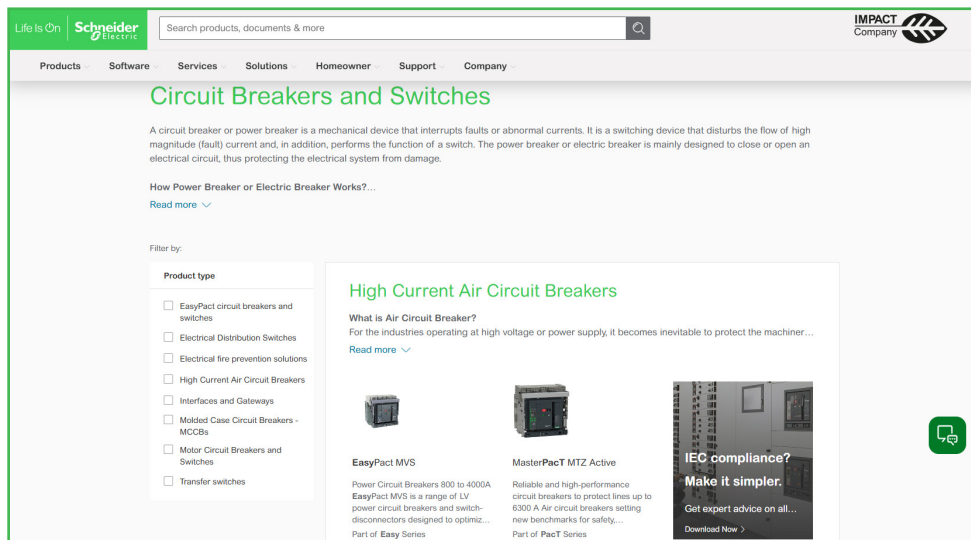 Life Is On
Schneider
Electric
Search products, documents & more
IMPACT
Company
Products
Software
Services
Solutions
Homeowner
Support
Company
Circuit Breakers and Switches
A circuit breaker or power breaker is a mechanical device that interrupts faults or abnormal currents. It is a switching device that disturbs the flow of high
magnitude (fault) current and, in addition, performs the function of a switch. The power breaker or electric breaker is mainly designed to close or open an
electrical circuit, thus protecting the electrical system from damage.
How Power Breaker or Electric Breaker Works?...
Read more
Filter by:
Product type
EasyPact circuit breakers and
switches
Electrical Distribution Switches
Electrical fire prevention solutions
High Current Air Circuit Breakers
Interfaces and Gateways
Molded Case Circuit Breakers -
MCCBs
Motor Circuit Breakers and
Switches
Transfer switches
High Current Air Circuit Breakers
What is Air Circuit Breaker?
For the industries operating at high voltage or power supply, it becomes inevitable to protect the machiner...
Read more
EasyPact MVS
Power Circuit Breakers 800 to 4000A
EasyPact MVS is a range of LV
power circuit breakers and switch-
disconnectors designed to optimiz...
Part of Easy Series
MasterPacT MTZ Active
Reliable and high-performance
circuit breakers to protect lines up to
6300 A Air circuit breakers setting
new benchmarks for safety,...
Part of PacT Series
IEC compliance?
Make it simpler.
Get expert advice on all...
Download Now